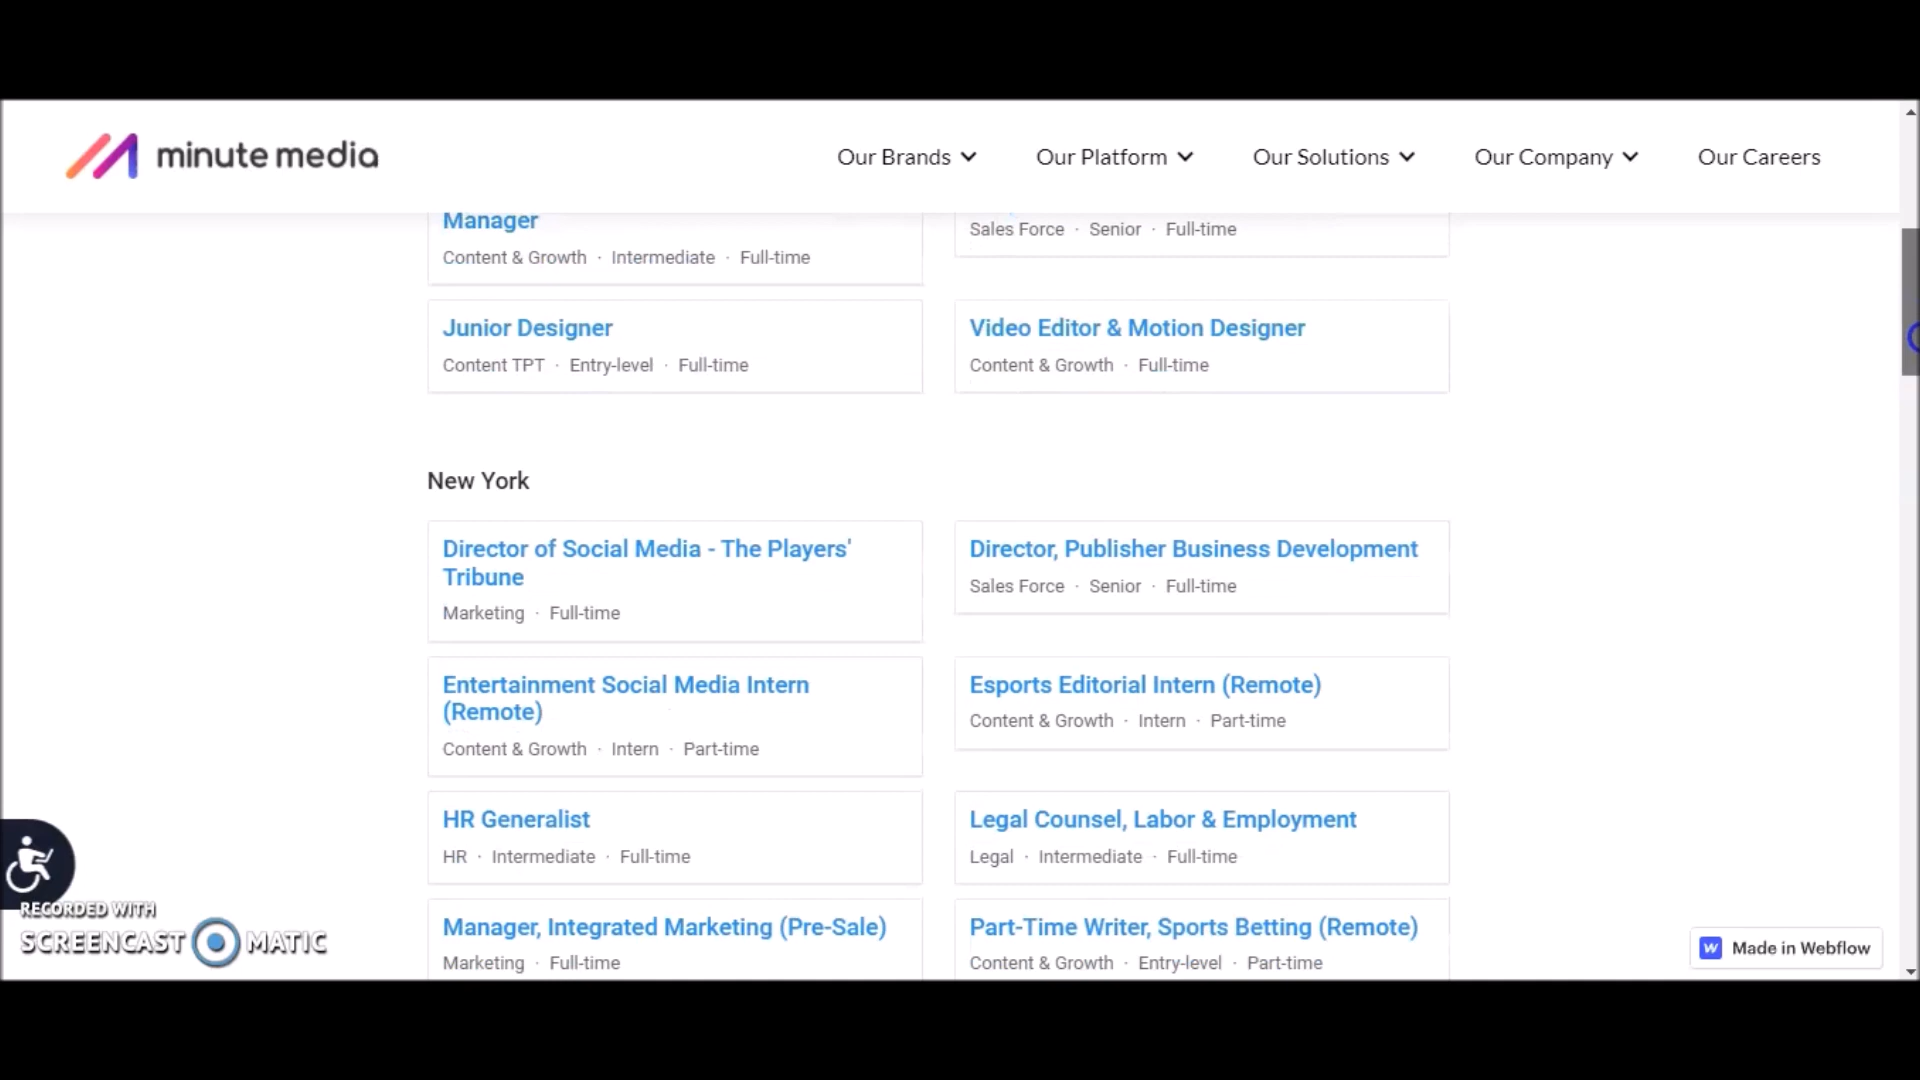 minute media
Our Brands
Our Platform
Our Solutions
Our Company
Our Careers
Manager
Content & Growth · Intermediate · Full-time
Sales Force · Senior · Full-time
Junior Designer
Content TPT · Entry-level · Full-time
Video Editor & Motion Designer
Content & Growth · Full-time
New York
Director of Social Media - The Players'
Tribune
Marketing · Full-time
Director, Publisher Business Development
Sales Force · Senior · Full-time
Entertainment Social Media Intern
(Remote)
Content & Growth · Intern · Part-time
Esports Editorial Intern (Remote)
Content & Growth · Intern · Part-time
HR Generalist
HR · Intermediate · Full-time
Legal Counsel, Labor & Employment
Legal · Intermediate · Full-time
Manager, Integrated Marketing (Pre-Sale)
Marketing · Full-time
Part-Time Writer, Sports Betting (Remote)
Content & Growth · Entry-level · Part-time
RECORDED WITH
SCREENCAST MATIC
W Made in Webflow